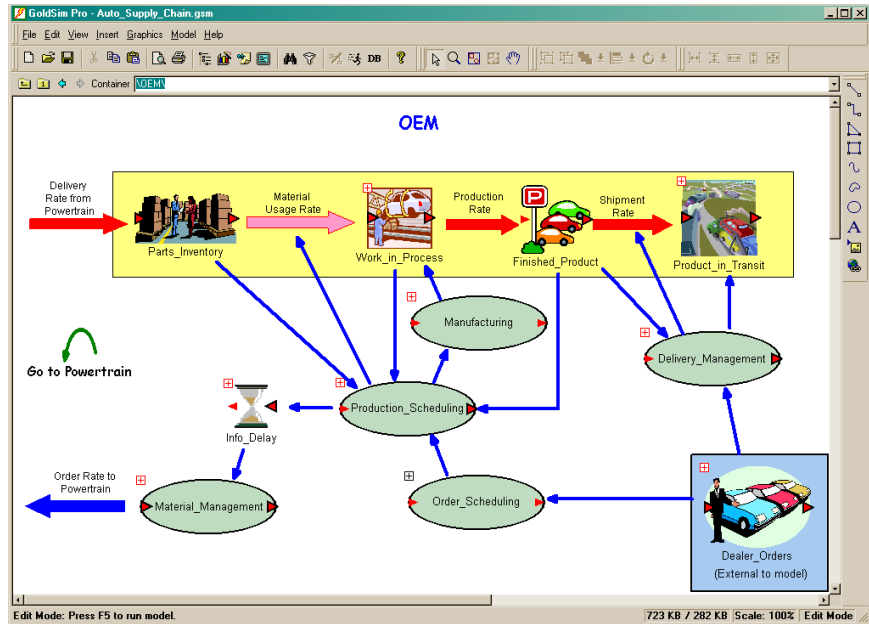 GoldSim Pro - Auto_Supply_Chain.gsm
File Edit View Insert Graphics Model Help
DB
Container \OEM\
OEM
Delivery
Rate from
Powertrain
Material
Usage Rate
Production
Rate
Shipment
Rate
P
Parts_Inventory
Work_in_Process
Finished_Product
Product_in_Transit
Manufacturing
Delivery_Management
Go to Powertrain
Production_Scheduling
Info_Delay
Order Rate to
Powertrain
Material_Management
Order_Scheduling
Dealer_Orders
(External to model)
A
Edit Mode: Press F5 to run model.
723 KB / 282 KB Scale: 100% Edit Mode